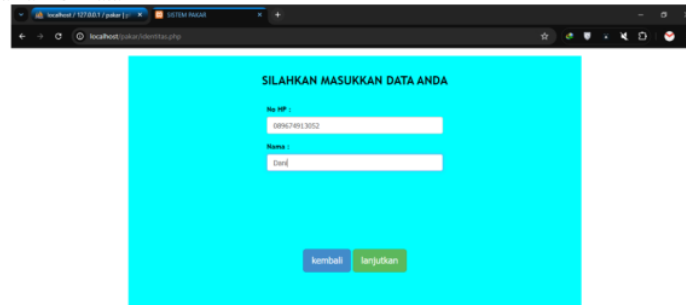 localhost / 127.0.0.1 / pakar | p
SISTEM PAKAR
localhost/pakar/identitas.php
SILAHKAN MASUKKAN DATA ANDA
No HP :
089674913052
Nama :
Dani
kembali
lanjutkan